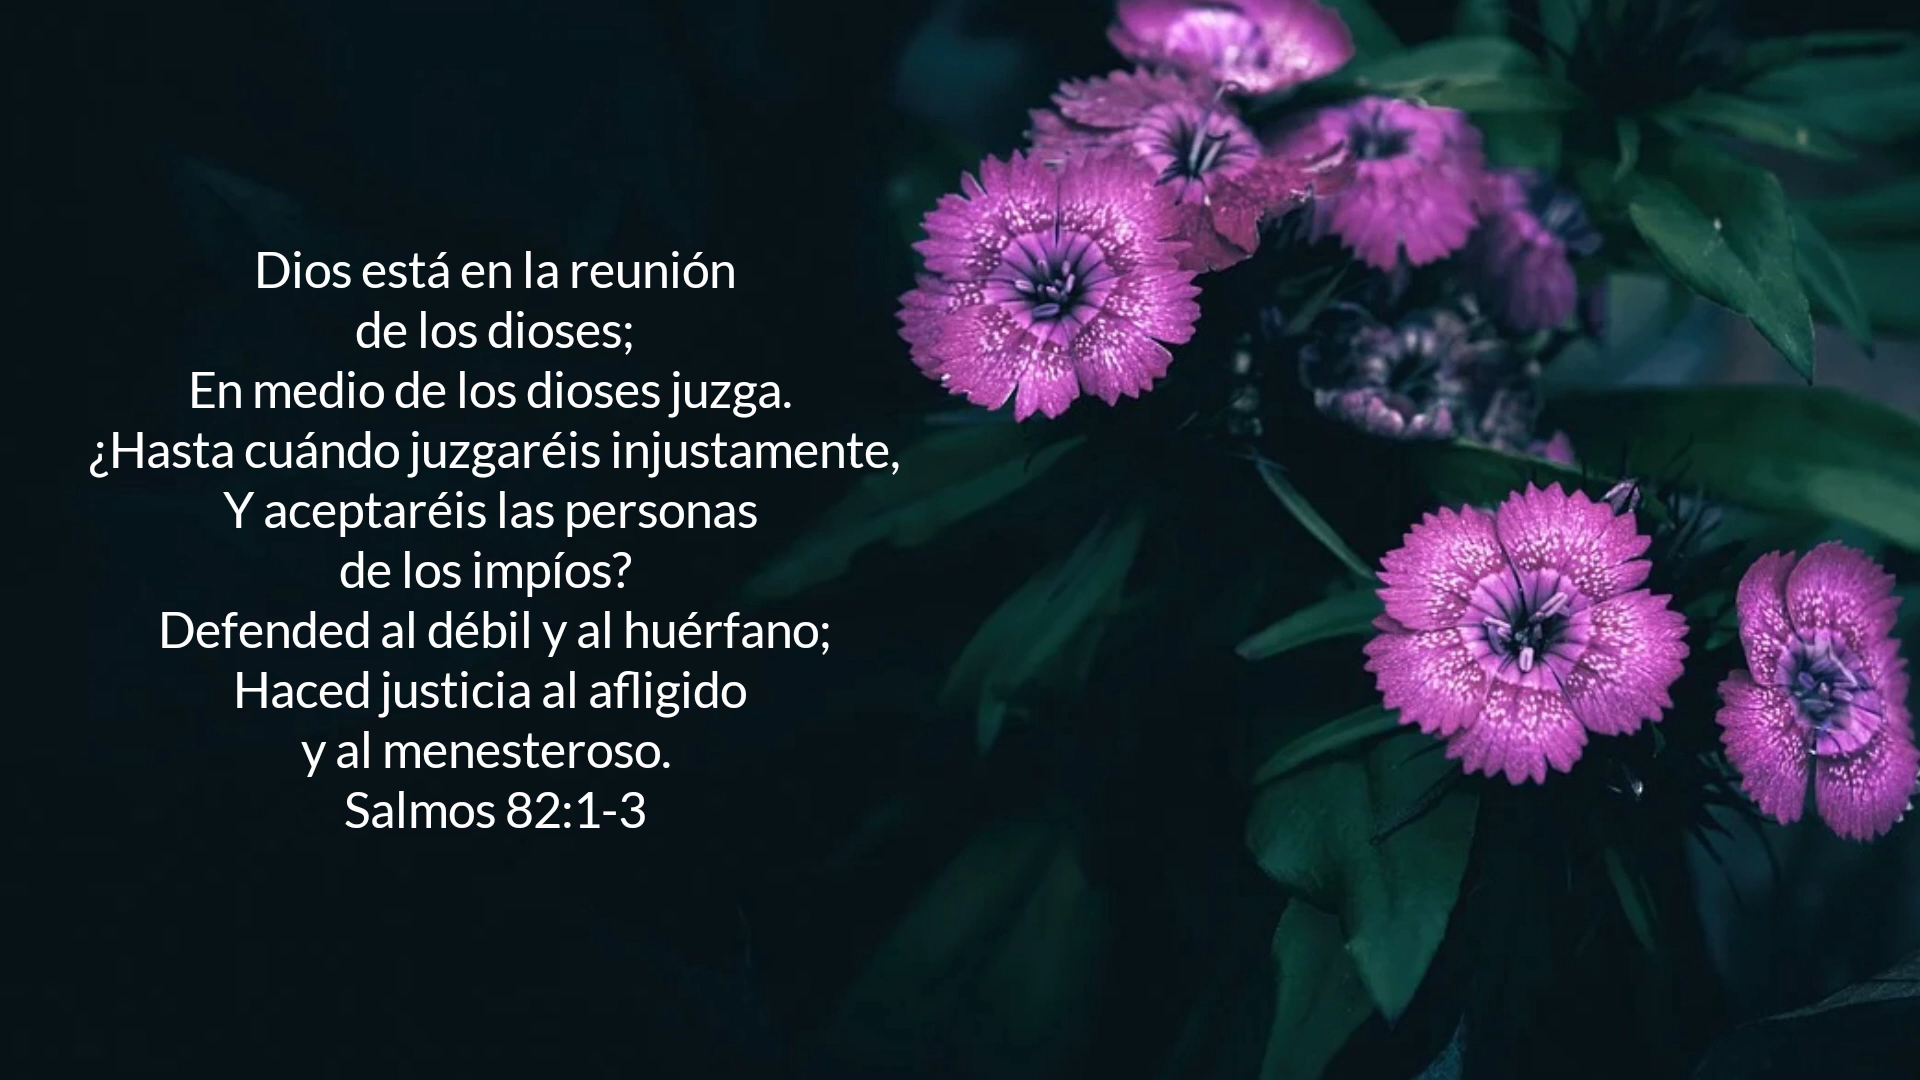 Dios está en la reunión
de los dioses;
En medio de los dioses juzga.
¿Hasta cuándo juzgaréis injustamente,
Y aceptaréis las personas
de los impíos?
Defended al débil y al huérfano;
Haced justicia al afligido
y al menesteroso.
Salmos 82:1-3